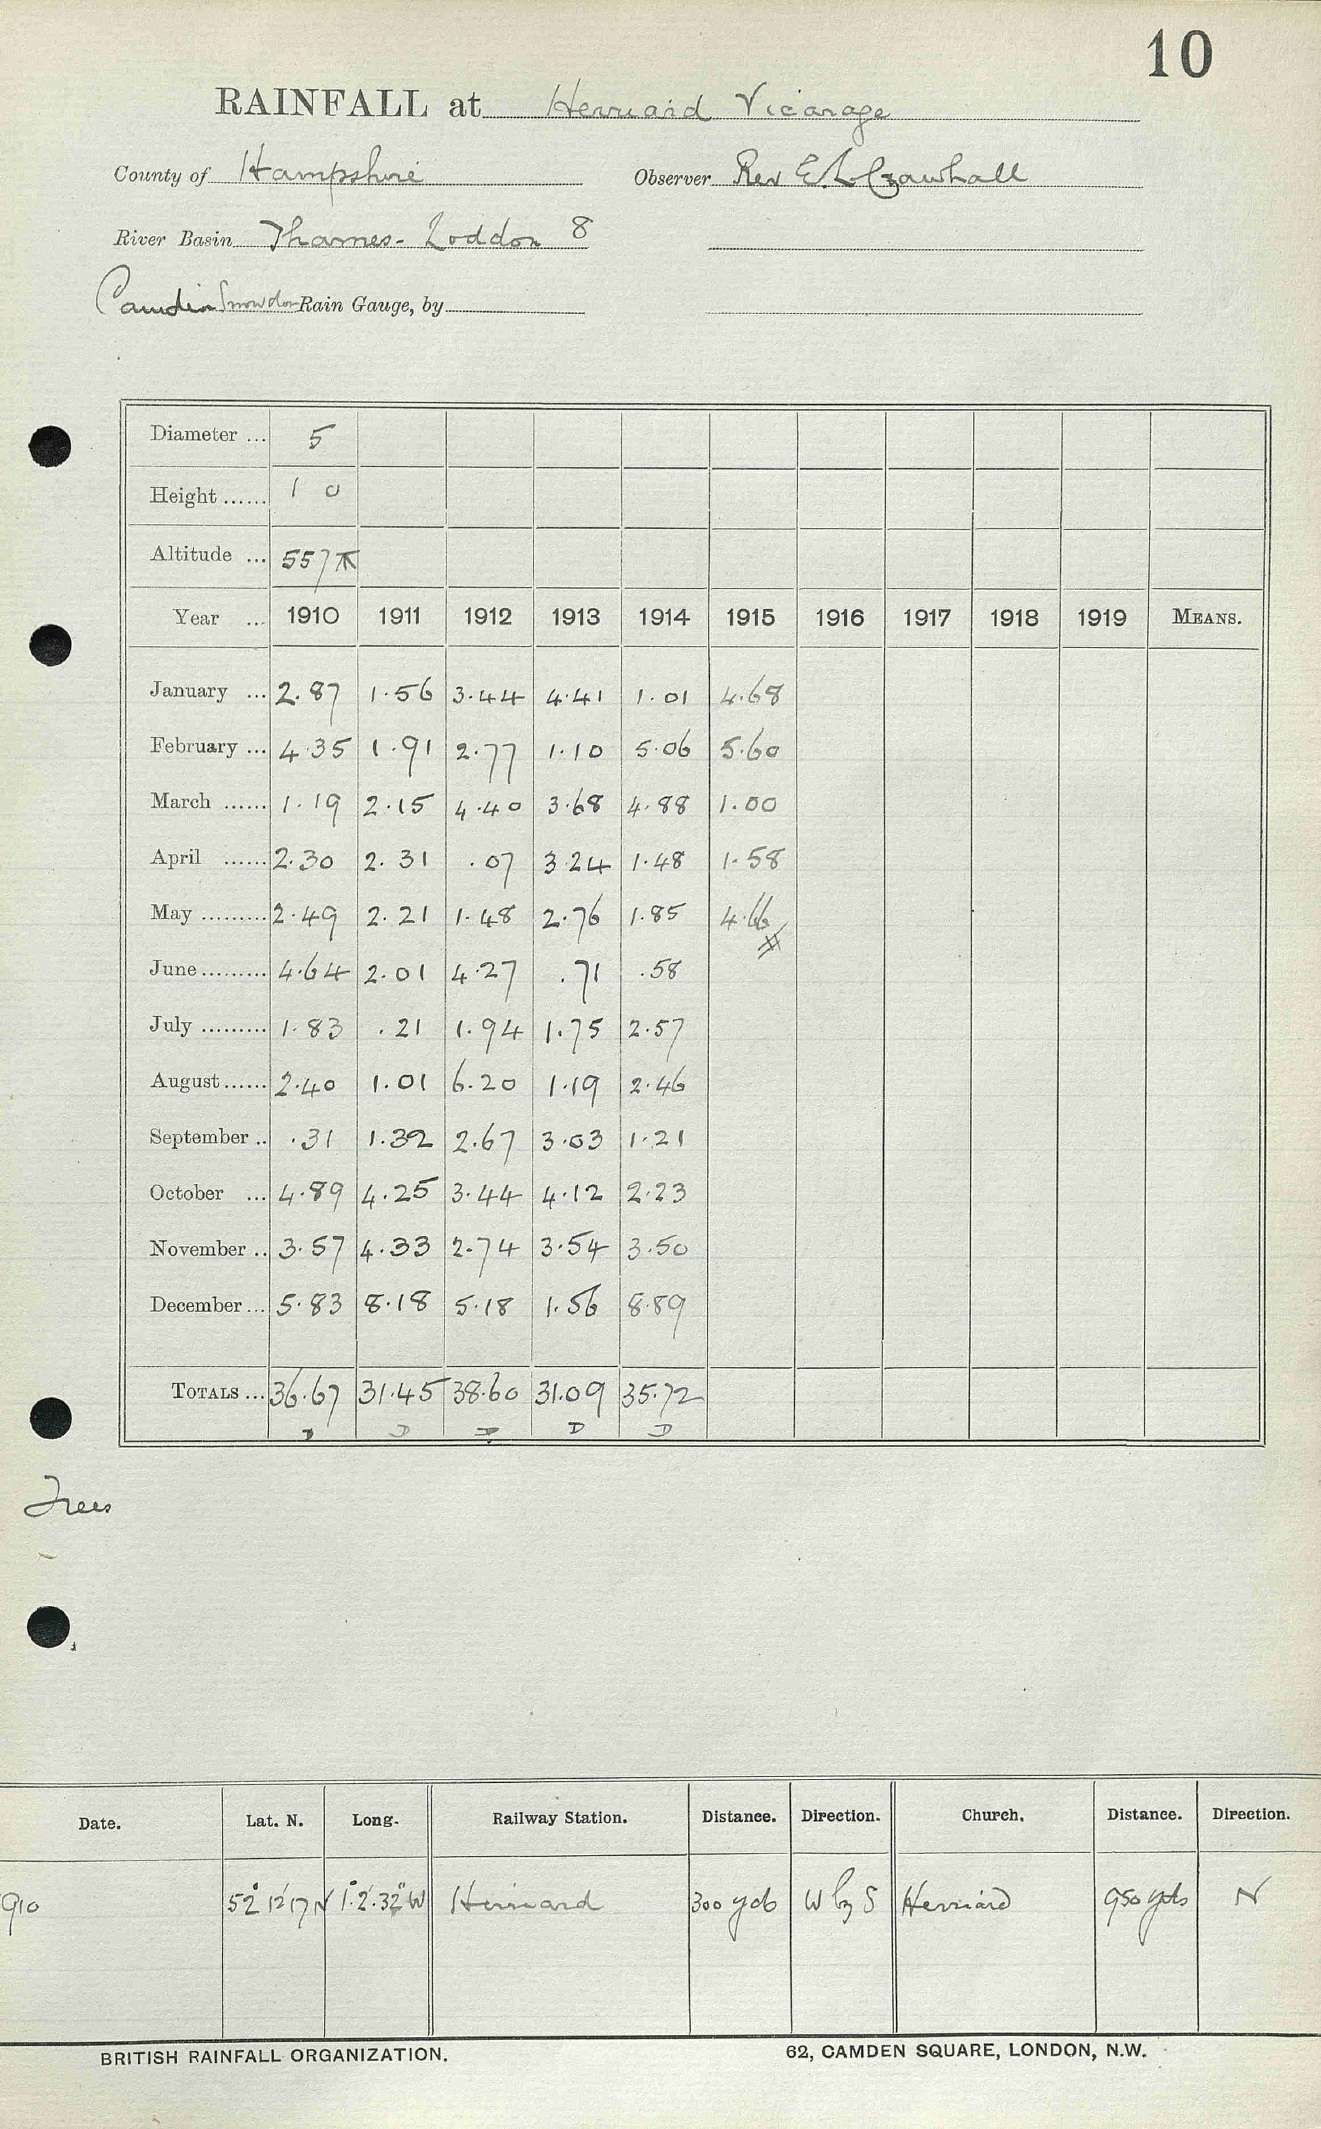 10
RAINFALL at Herriard Vicarage
County of Hampshire Observer Rev E. L. Crawhall
River Basin Thames - Loddon 8
Camden Snowdon Rain Gauge, by
Diameter ... 5
Height ...... 1 0
Altitude ... 557
Year ... 1910 1911 1912 1913 1914 1915 1916 1917 1918 1919 MEANS.
January ... 2.87 1.56 3.44 4.41 1.01 4.68
February ... 4.35 1.91 2.77 1.10 5.06 5.60
March ...... 1.19 2.15 4.40 3.68 4.88 1.00
April ...... 2.30 2.31 .07 3.24 1.48 1.58
May ......... 2.49 2.21 1.48 2.76 1.85 4.66
June ......... 4.64 2.01 4.27 .71 .58
July ......... 1.83 .21 1.94 1.75 2.57
August ...... 2.40 1.01 6.20 1.19 2.46
September .. .31 1.32 2.67 3.03 1.21
October ... 4.89 4.25 3.44 4.12 2.23
November .. 3.57 4.33 2.74 3.54 3.50
December ... 5.83 8.18 5.18 1.56 8.89
TOTALS ... 36.67 31.45 38.60 31.09 35.72
D D D D D
Trees
Date. Lat. N. Long. Railway Station. Distance. Direction. Church. Distance. Direction.
910 52° 12' 17 N 1° 2' 32" W Herriard 300 yds W by S Herriard 950 yds N
BRITISH RAINFALL ORGANIZATION. 62, CAMDEN SQUARE, LONDON, N.W.